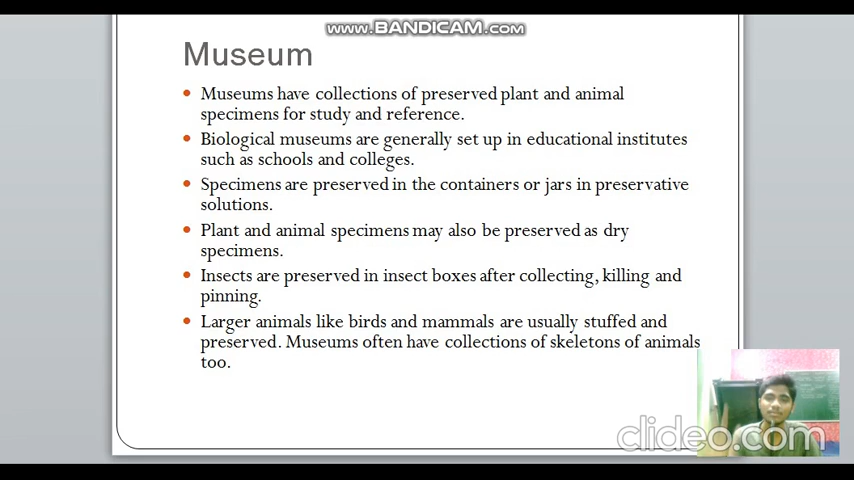 www.BANDICAM.com
Museum
• Museums have collections of preserved plant and animal
specimens for study and reference.
• Biological museums are generally set up in educational institutes
such as schools and colleges.
• Specimens are preserved in the containers or jars in preservative
solutions.
• Plant and animal specimens may also be preserved as dry
specimens.
• Insects are preserved in insect boxes after collecting, killing and
pinning.
• Larger animals like birds and mammals are usually stuffed and
preserved. Museums often have collections of skeletons of animals
too.
clideo.com